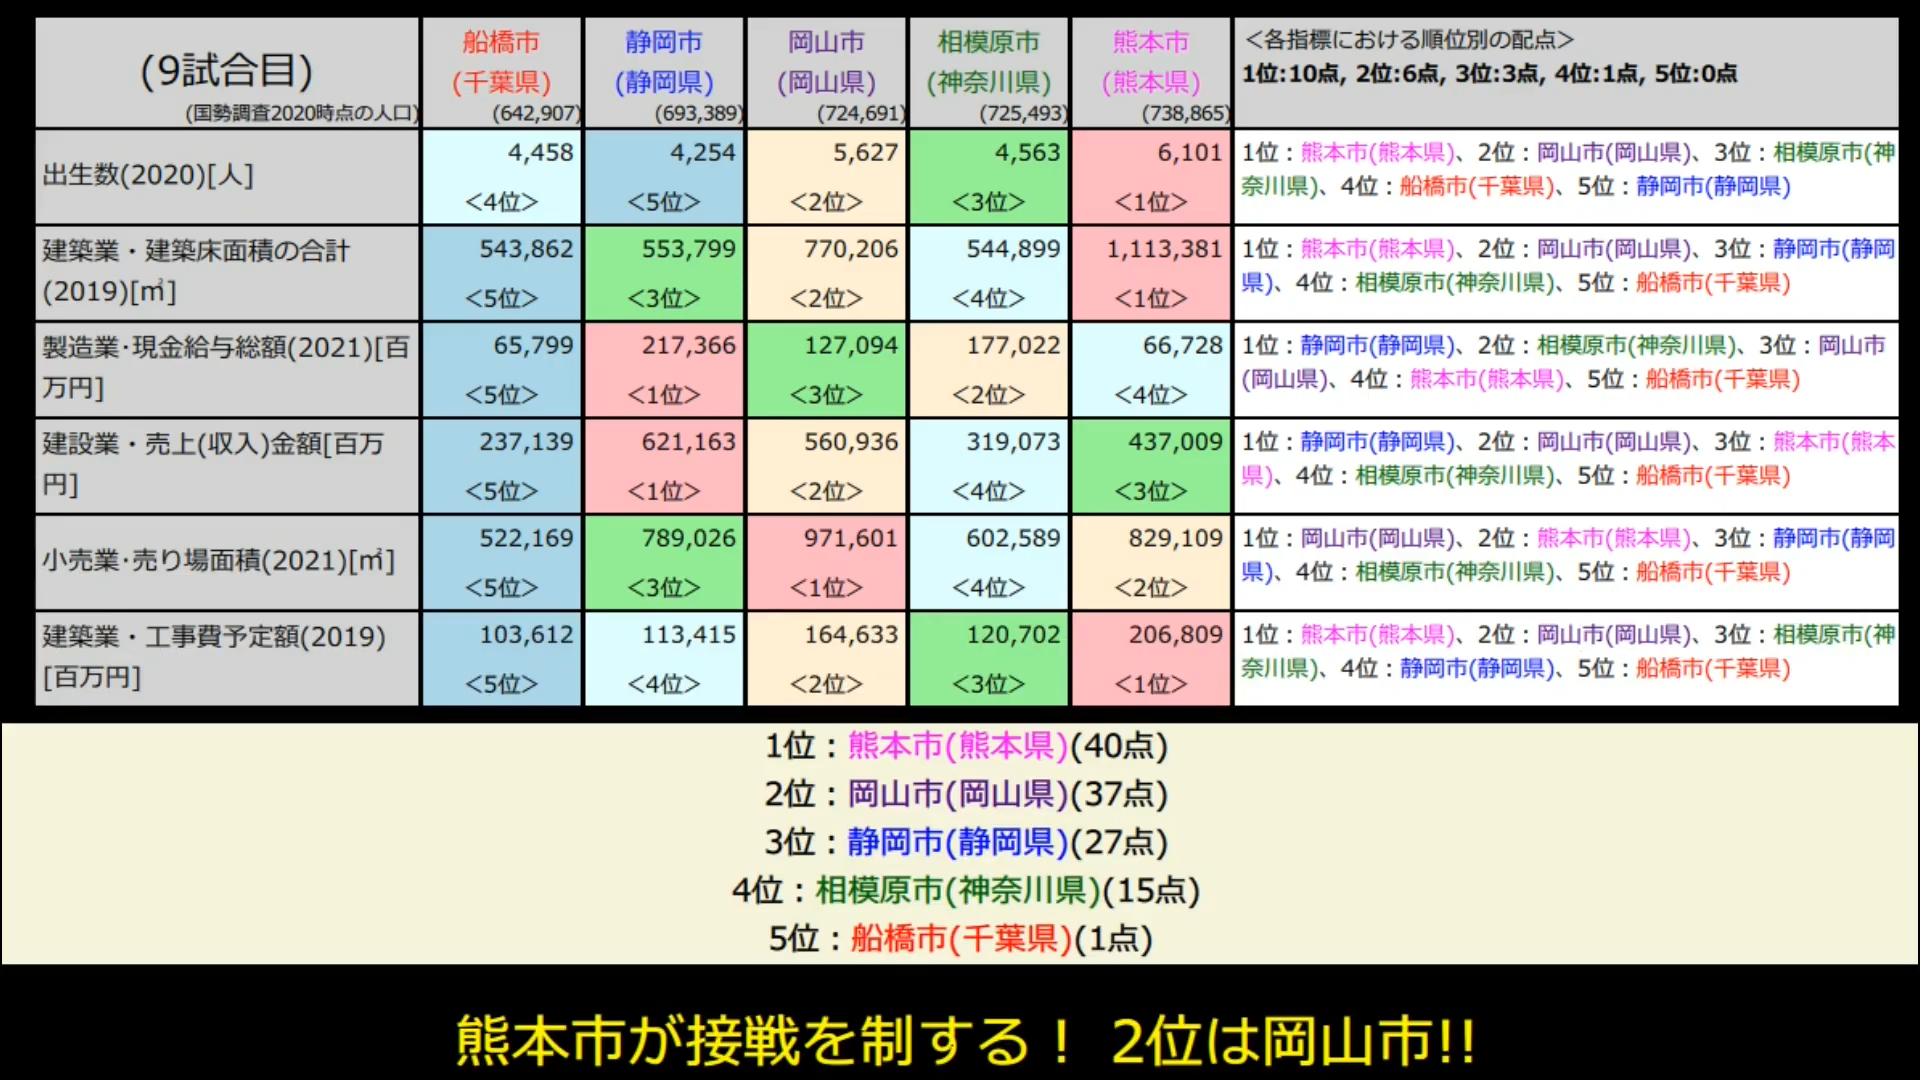 (9試合目)
(国勢調査2020時点の人口)
船橋市
(千葉県)
(642,907)
静岡市
(静岡県)
(693,389)
岡山市
(岡山県)
(724,691)
相模原市
(神奈川県)
(725,493)
熊本市
(熊本県)
(738,865)
＜各指標における順位別の配点＞
1位:10点, 2位:6点, 3位:3点, 4位:1点, 5位:0点
出生数(2020)[人]
4,458
<4位>
4,254
<5位>
5,627
<2位>
4,563
<3位>
6,101
<1位>
1位：熊本市(熊本県)、2位：岡山市(岡山県)、3位：相模原市(神
奈川県)、4位：船橋市(千葉県)、5位：静岡市(静岡県)
建築業・建築床面積の合計
(2019)[㎡]
543,862
<5位>
553,799
<3位>
770,206
<2位>
544,899
<4位>
1,113,381
<1位>
1位：熊本市(熊本県)、2位：岡山市(岡山県)、3位：静岡市(静岡
県)、4位：相模原市(神奈川県)、5位：船橋市(千葉県)
製造業･現金給与総額(2021)[百
万円]
65,799
<5位>
217,366
<1位>
127,094
<3位>
177,022
<2位>
66,728
<4位>
1位：静岡市(静岡県)、2位：相模原市(神奈川県)、3位：岡山市
(岡山県)、4位：熊本市(熊本県)、5位：船橋市(千葉県)
建設業・売上(収入)金額[百万
円]
237,139
<5位>
621,163
<1位>
560,936
<2位>
319,073
<4位>
437,009
<3位>
1位：静岡市(静岡県)、2位：岡山市(岡山県)、3位：熊本市(熊本
県)、4位：相模原市(神奈川県)、5位：船橋市(千葉県)
小売業･売り場面積(2021)[㎡]
522,169
<5位>
789,026
<3位>
971,601
<1位>
602,589
<4位>
829,109
<2位>
1位：岡山市(岡山県)、2位：熊本市(熊本県)、3位：静岡市(静岡
県)、4位：相模原市(神奈川県)、5位：船橋市(千葉県)
建築業・工事費予定額(2019)
[百万円]
103,612
<5位>
113,415
<4位>
164,633
<2位>
120,702
<3位>
206,809
<1位>
1位：熊本市(熊本県)、2位：岡山市(岡山県)、3位：相模原市(神
奈川県)、4位：静岡市(静岡県)、5位：船橋市(千葉県)
1位：熊本市(熊本県)(40点)
2位：岡山市(岡山県)(37点)
3位：静岡市(静岡県)(27点)
4位：相模原市(神奈川県)(15点)
5位：船橋市(千葉県)(1点)
熊本市が接戦を制する！ 2位は岡山市!!